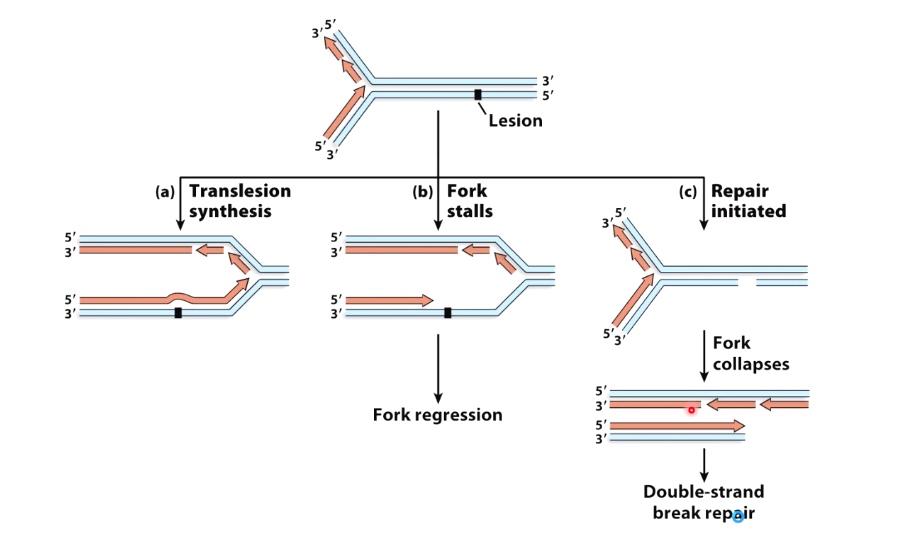 5′
3′
3′
5′
Lesion
5′
3′
(a) Translesion
synthesis
(b) Fork
stalls
(c) Repair
initiated
5′
3′
5′
3′
5′
3′
5′
3′
5′
3′
5′
3′
Fork
collapses
Fork regression
5′
3′
5′
3′
Double-strand
break repair